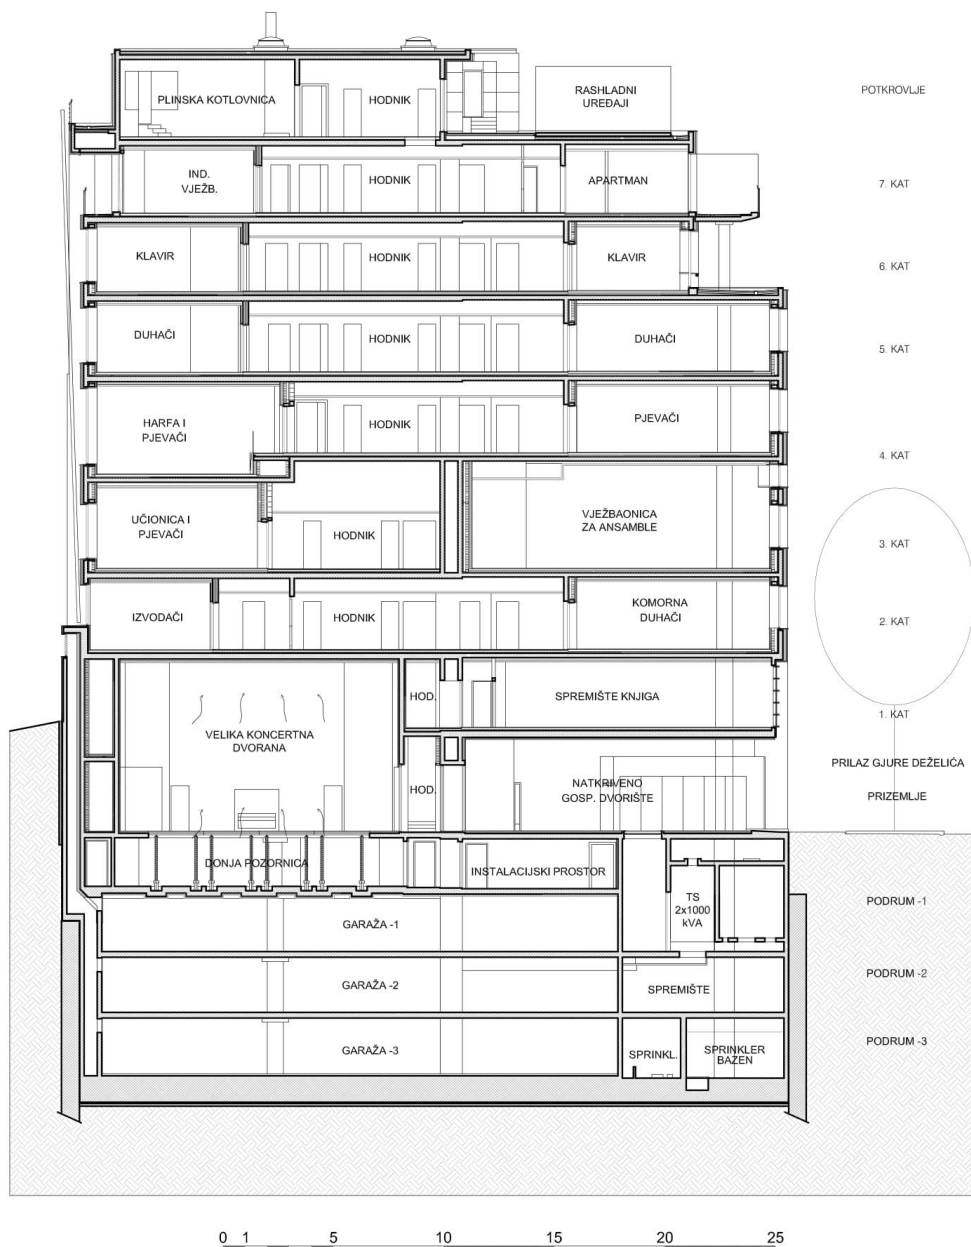 PLINSKA KOTLOVNICA
HODNIK
RASHLADNI
UREĐAJI
POTKROVLJE
IND.
VJEŽB.
HODNIK
APARTMAN
7. KAT
KLAVIR
HODNIK
KLAVIR
6. KAT
DUHAČI
HODNIK
DUHAČI
5. KAT
HARFA I
PJEVAČI
HODNIK
PJEVAČI
4. KAT
UČIONICA I
PJEVAČI
HODNIK
VJEŽBAONICA
ZA ANSAMBLE
3. KAT
IZVOĐAČI
HODNIK
KOMORNA
DUHAČI
2. KAT
VELIKA KONCERTNA
DVORANA
HOD.
SPREMIŠTE KNJIGA
1. KAT
HOD.
NATKRIVENO
GOSP. DVORIŠTE
PRILAZ GJURE DEŽELIĆA
PRIZEMLJE
DONJA POZORNICA
INSTALACIJSKI PROSTOR
TS
2x1000
kVA
PODRUM -1
GARAŽA -1
GARAŽA -2
SPREMIŠTE
PODRUM -2
GARAŽA -3
SPRINKL.
SPRINKLER
BAZEN
PODRUM -3
0 1 5 10 15 20 25